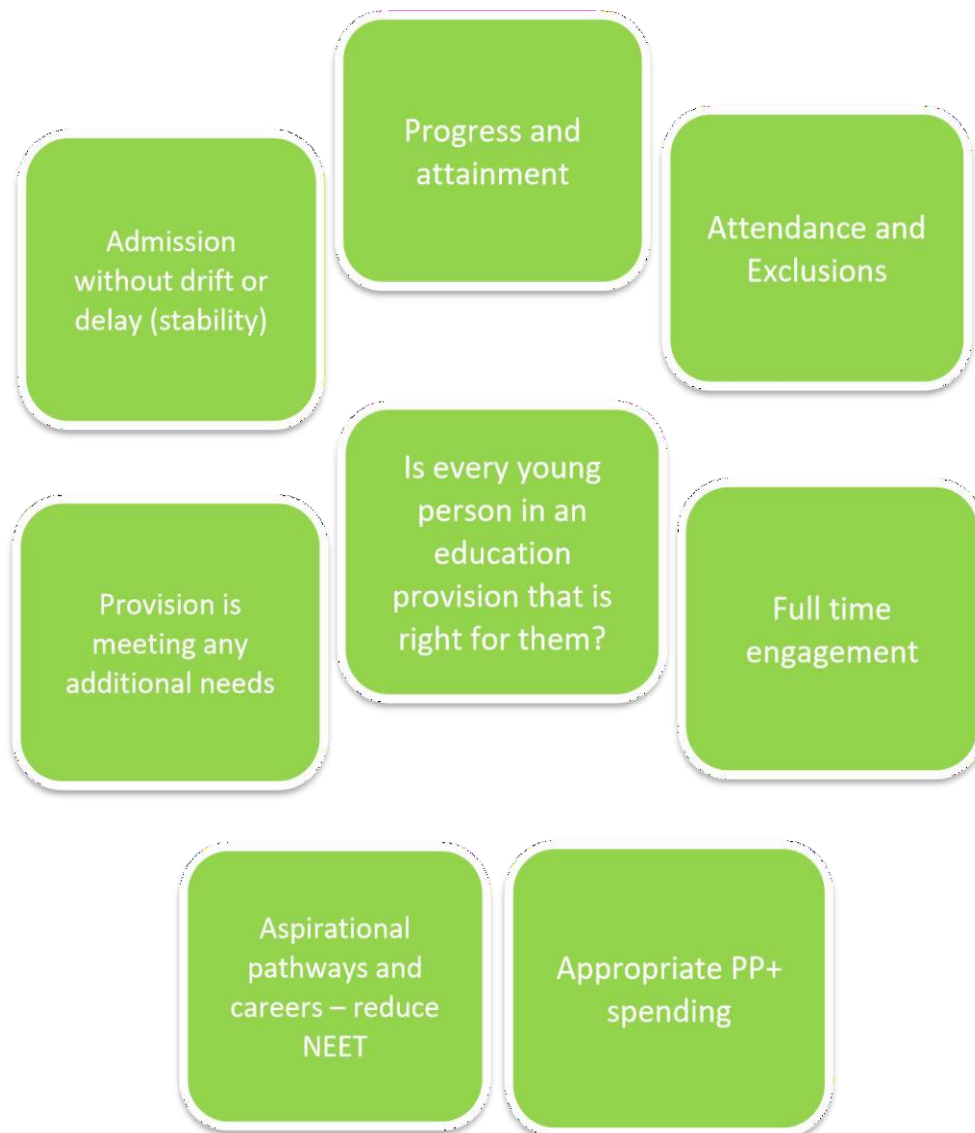 Progress and
attainment
Admission
without drift or
delay (stability)
Attendance and
Exclusions
Is every young
person in an
education
provision that is
right for them?
Provision is
meeting any
additional needs
Full time
engagement
Aspirational
pathways and
careers – reduce
NEET
Appropriate PP+
spending